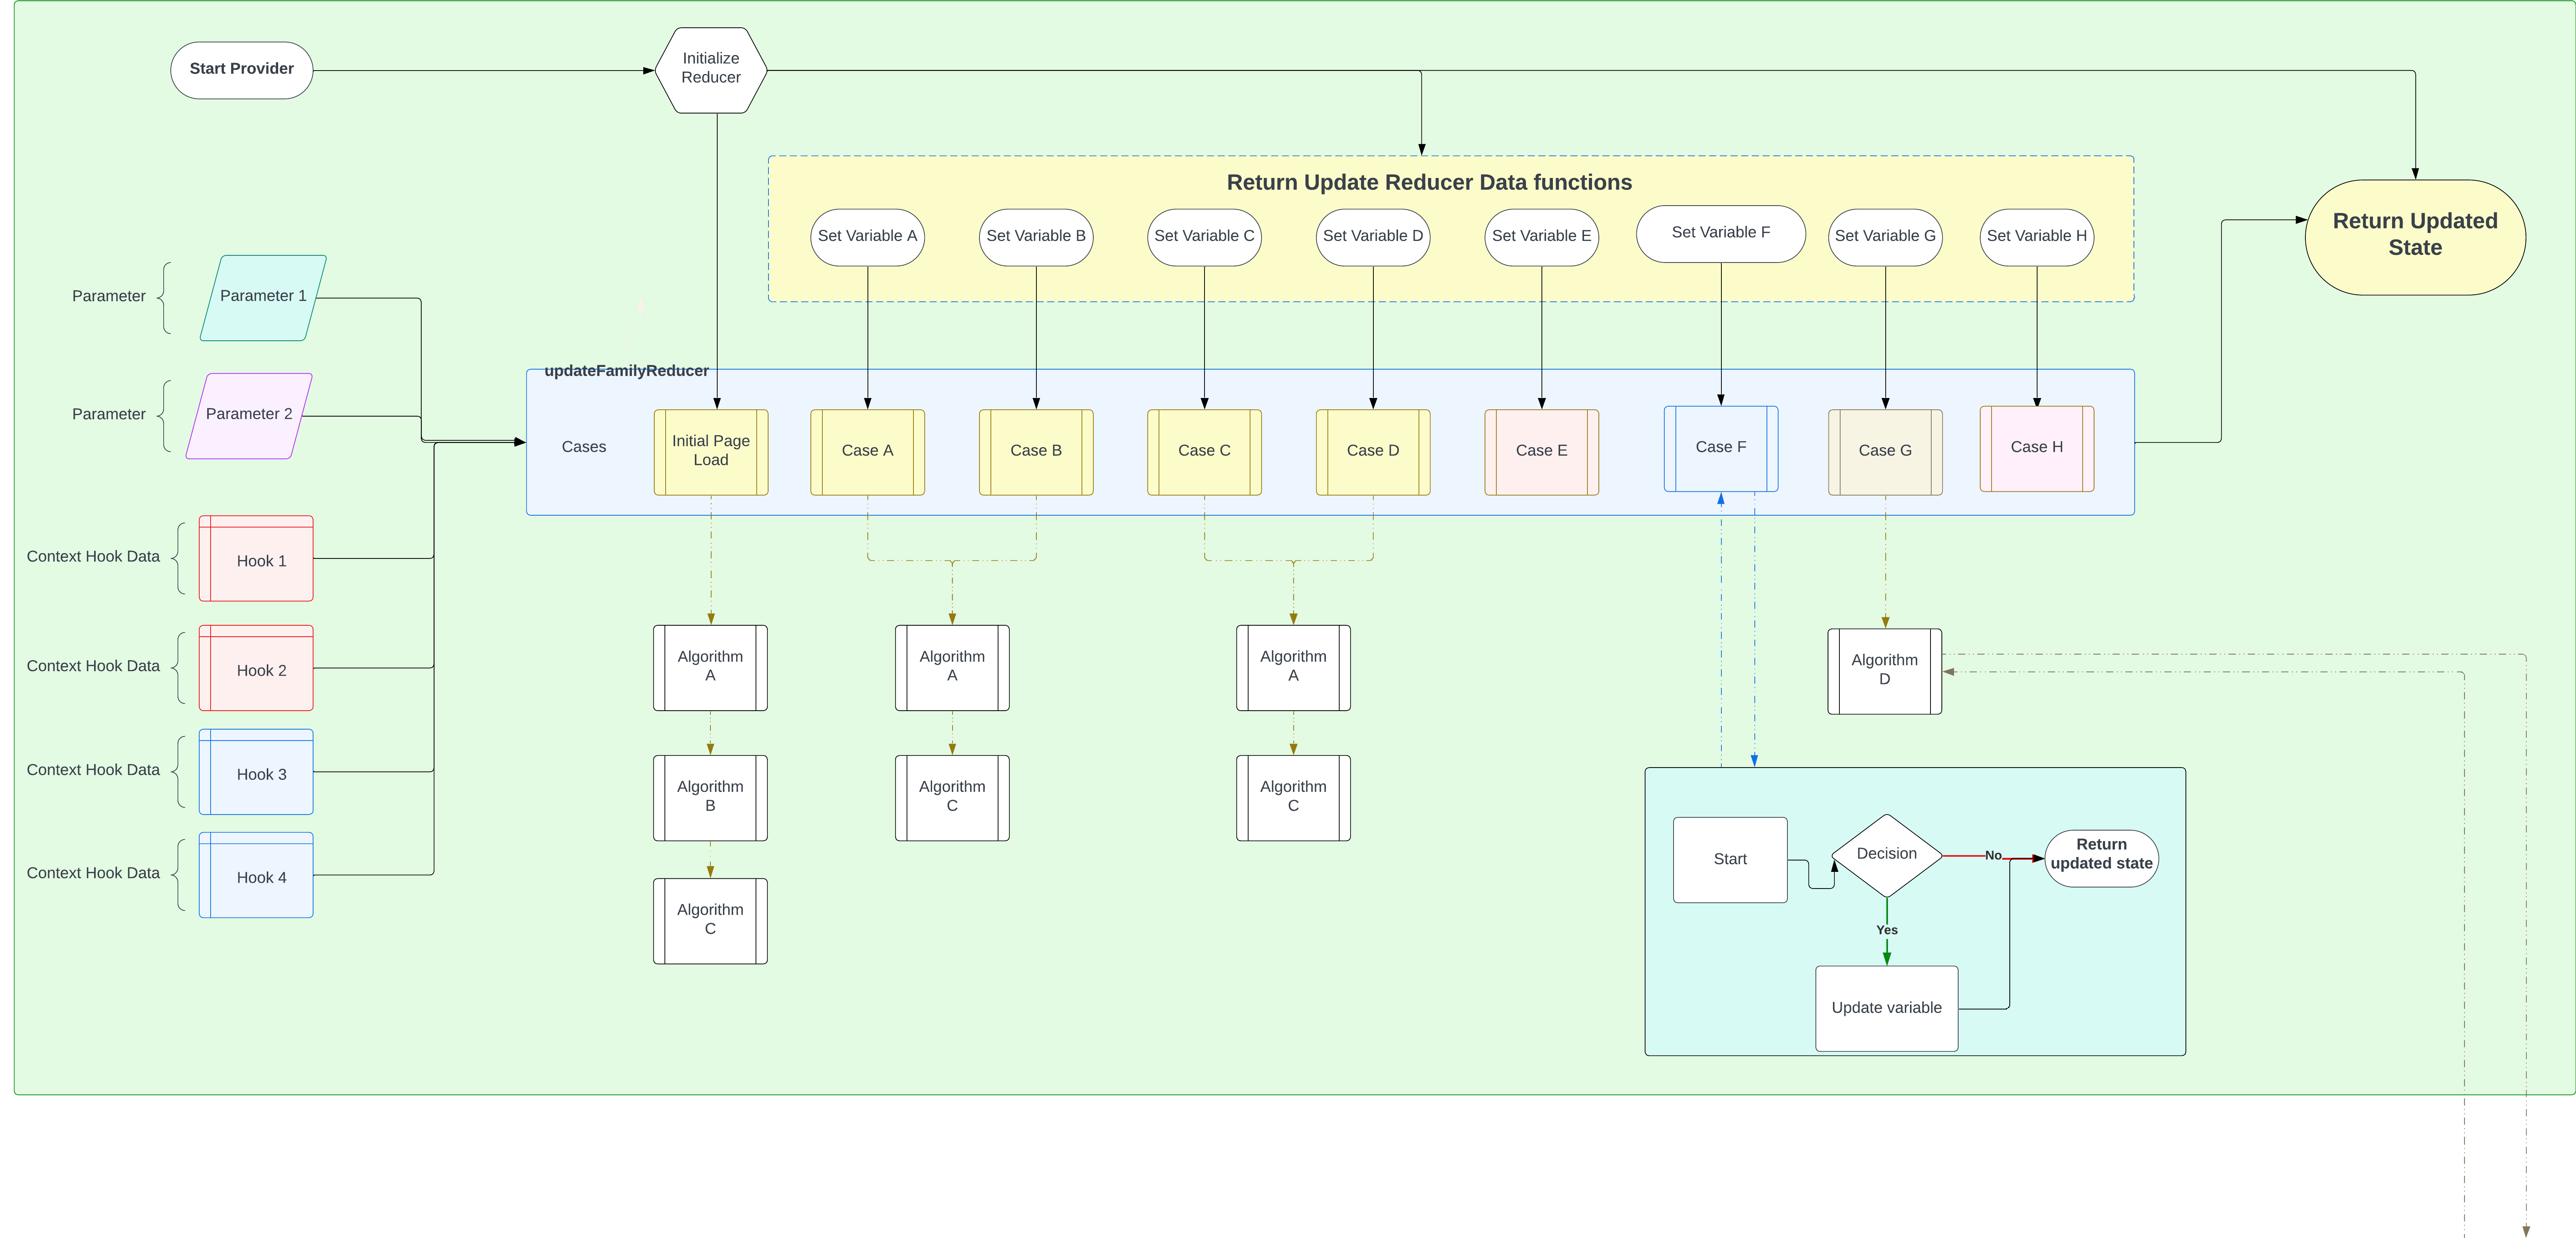 Start Provider
Initialize
Reducer
Return Update Reducer Data functions
Set Variable A
Set Variable B
Set Variable C
Set Variable D
Set Variable E
Set Variable F
Set Variable G
Set Variable H
Return Updated
State
Parameter
Parameter 1
Parameter
Parameter 2
updateFamilyReducer
Cases
Initial Page
Load
Case A
Case B
Case C
Case D
Case E
Case F
Case G
Case H
Context Hook Data
Hook 1
Context Hook Data
Hook 2
Context Hook Data
Hook 3
Context Hook Data
Hook 4
Algorithm
A
Algorithm
B
Algorithm
C
Algorithm
A
Algorithm
C
Algorithm
A
Algorithm
C
Algorithm
D
Start
Decision
No
Return
updated state
Yes
Update variable